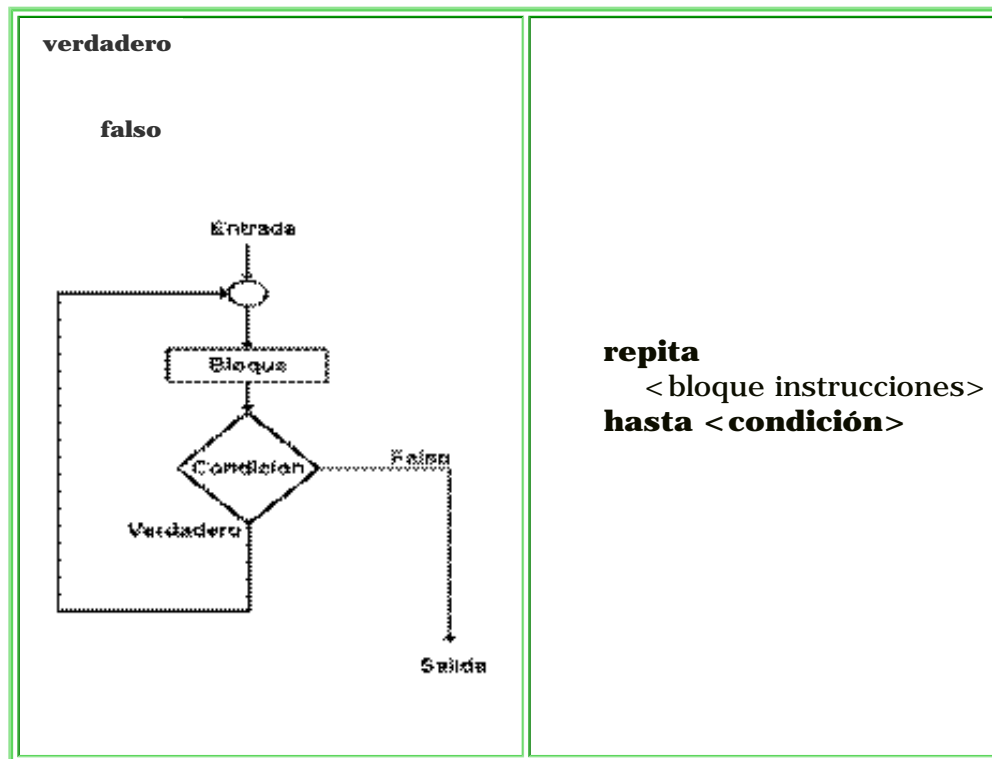 verdadero
falso
Entrada
Bloque
Condicion
Falso
Verdadero
Salida
repita
<bloque instrucciones>
hasta <condición>